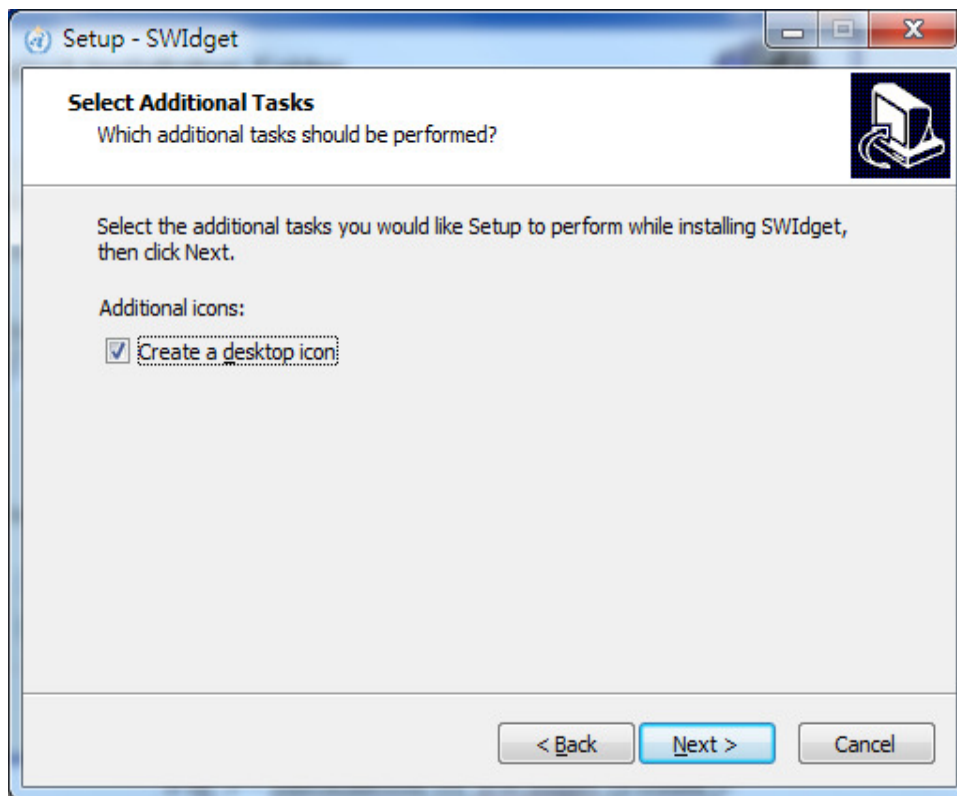 Setup - SWIdget
Select Additional Tasks
Which additional tasks should be performed?
Select the additional tasks you would like Setup to perform while installing SWIdget,
then click Next.
Additional icons:
Create a desktop icon
< Back
Next >
Cancel